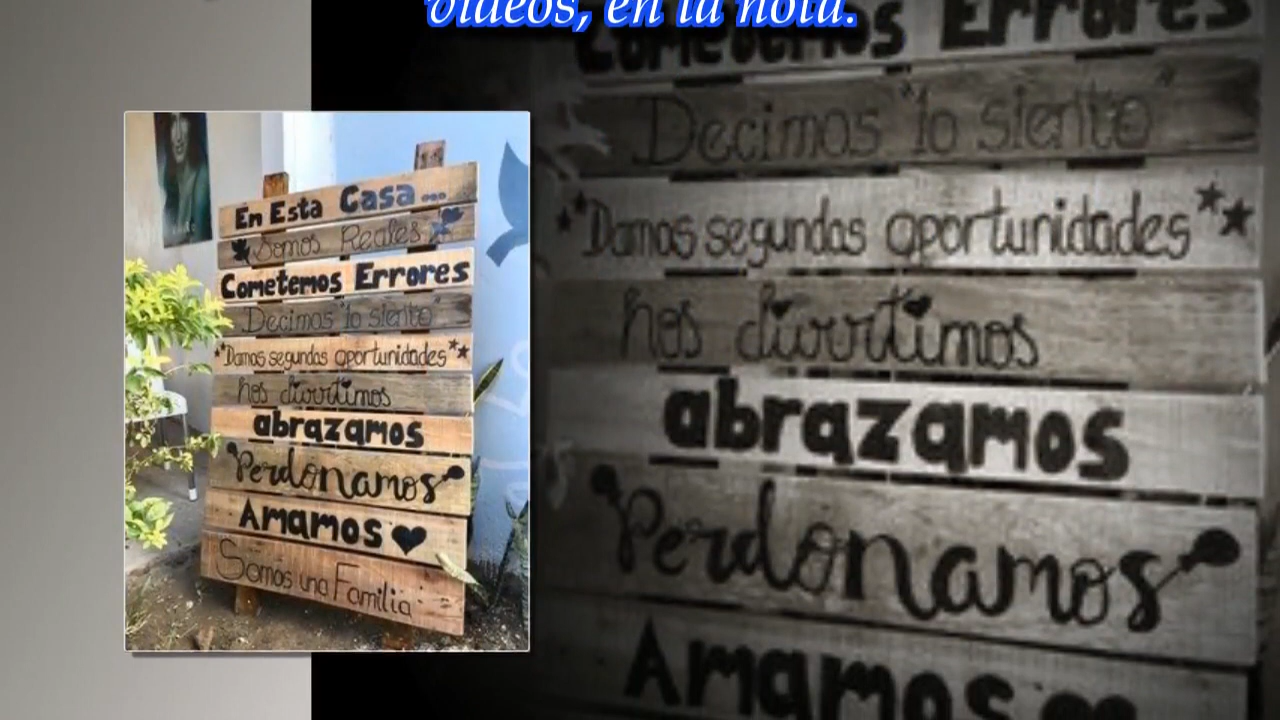 videos, en la nota.
En Esta Casa...
Somos Reales
Cometemos Errores
Decimos "lo siento"
"Damos segundas oportunidades"
Nos divertimos
abrazamos
Perdonamos
Amamos
Somos una Familia
Cometemos Errores
Decimos "lo siento"
"Damos segundas oportunidades"
Nos divertimos
abrazamos
Perdonamos
Amamos